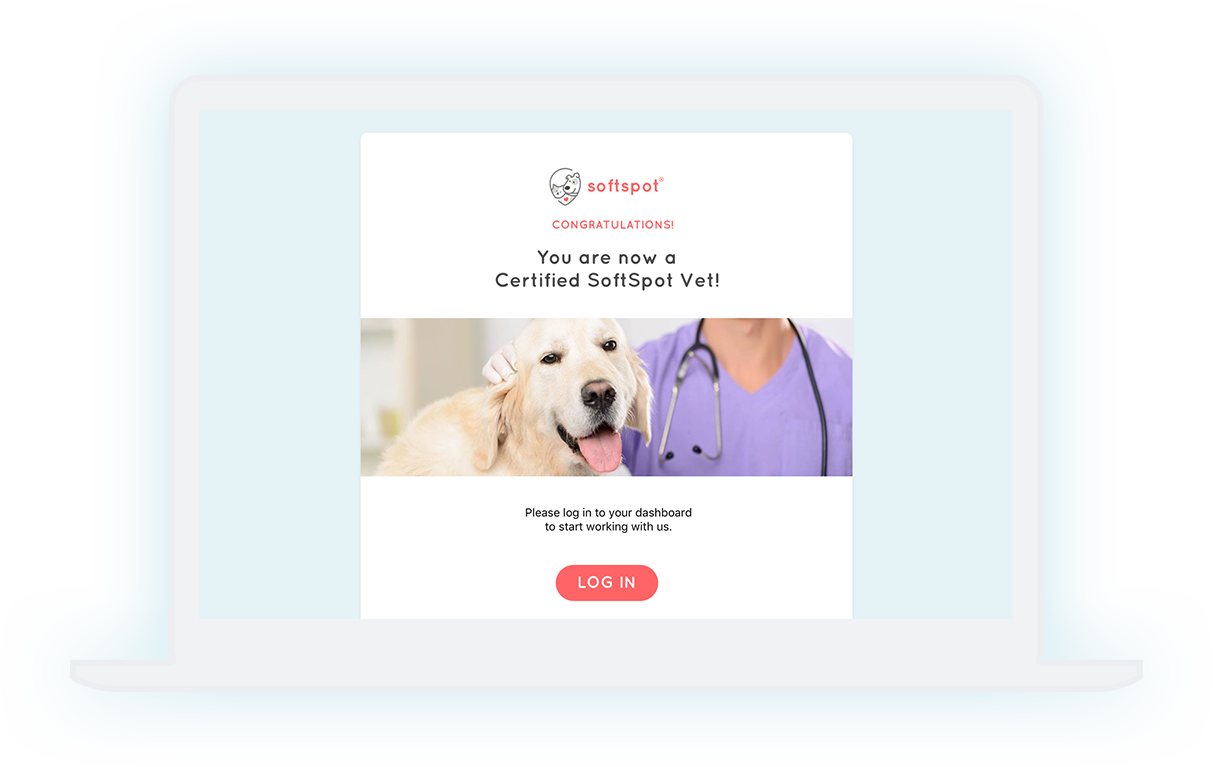 softspot®
CONGRATULATIONS!
You are now a
Certified SoftSpot Vet!
Please log in to your dashboard
to start working with us.
LOG IN